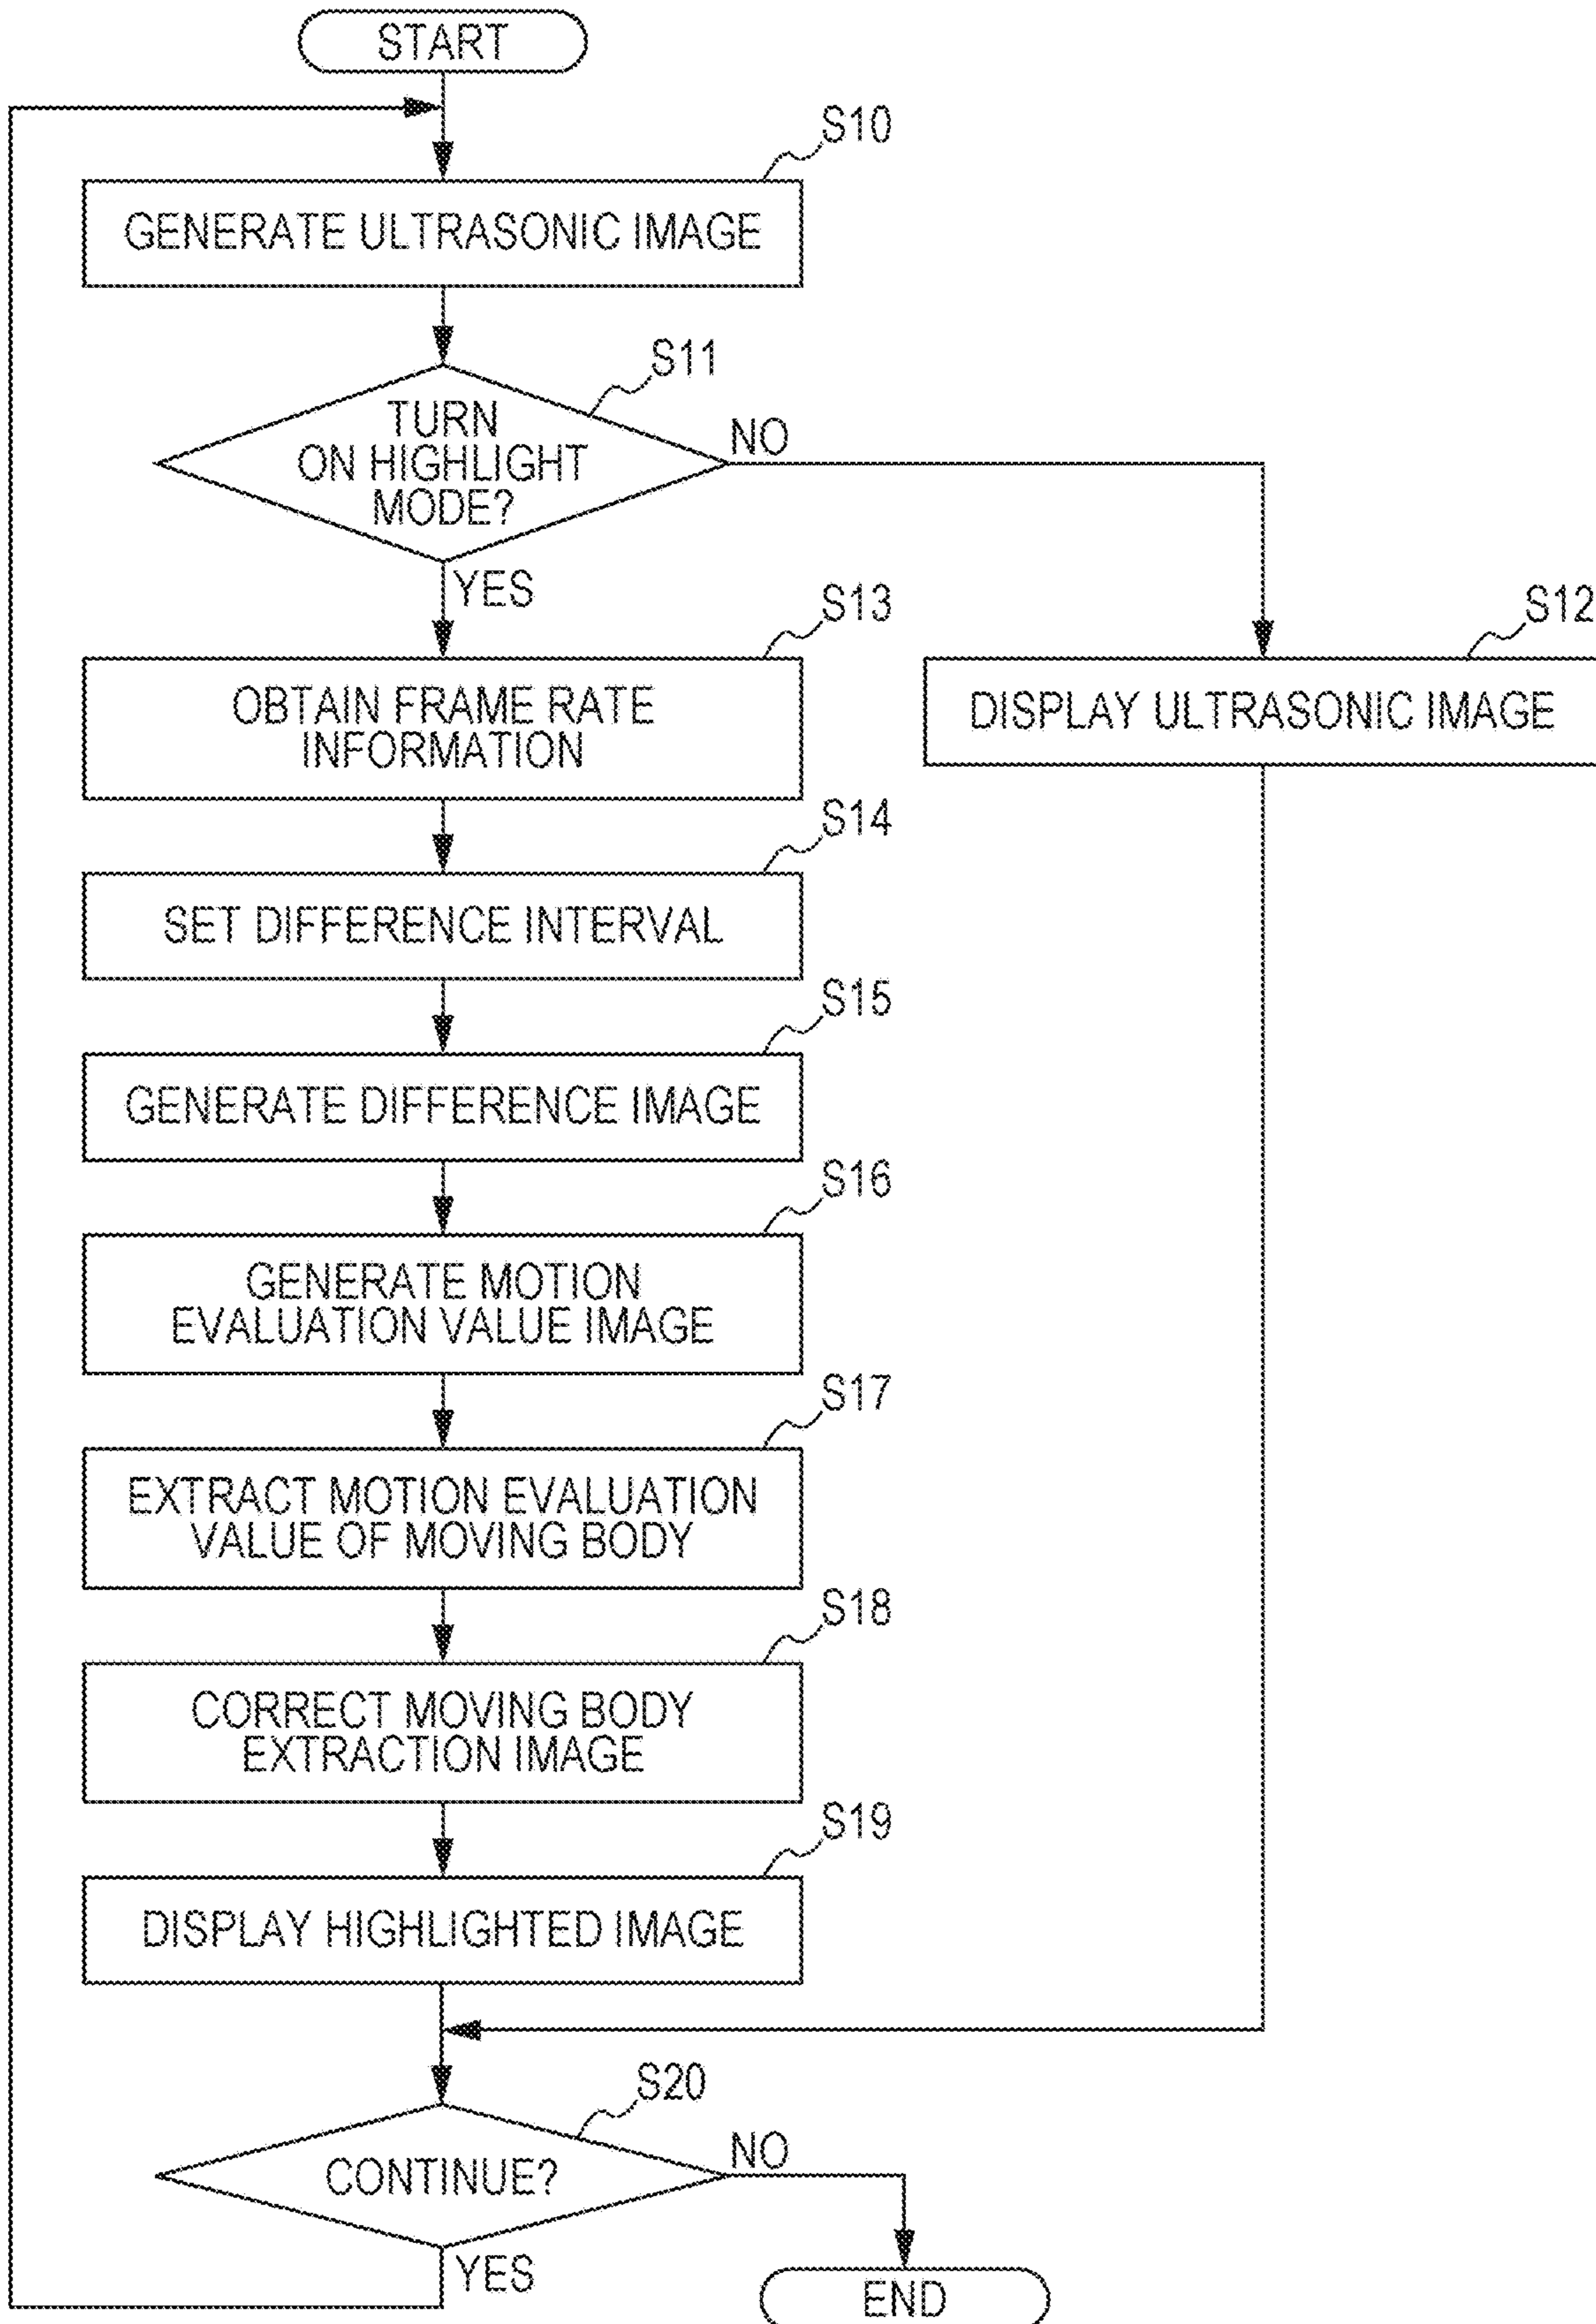 START
S10
GENERATE ULTRASONIC IMAGE
S11
TURN
ON HIGHLIGHT
MODE?
NO
YES
S13
OBTAIN FRAME RATE
INFORMATION
S12
DISPLAY ULTRASONIC IMAGE
S14
SET DIFFERENCE INTERVAL
S15
GENERATE DIFFERENCE IMAGE
S16
GENERATE MOTION
EVALUATION VALUE IMAGE
S17
EXTRACT MOTION EVALUATION
VALUE OF MOVING BODY
S18
CORRECT MOVING BODY
EXTRACTION IMAGE
S19
DISPLAY HIGHLIGHTED IMAGE
S20
CONTINUE?
NO
YES
END